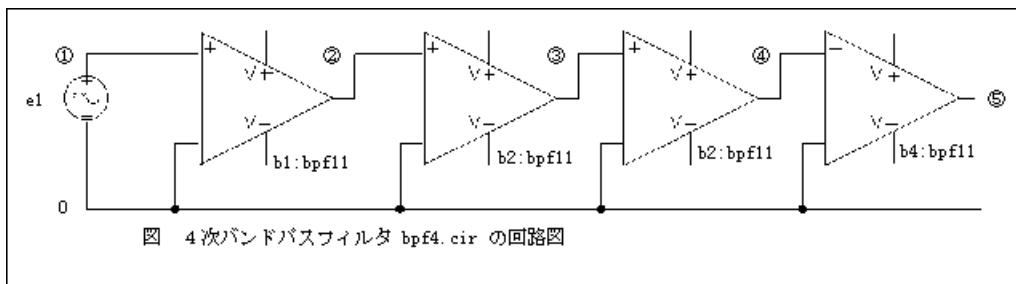 ① + ② + ③ + ④ −
V+ V+ V+ V+
e1 + = ⑤
V− V− V− V−
b1:bpf11 b2:bpf11 b2:bpf11 b4:bpf11
0
図 4次バンドパスフィルタ bpf4.cir の回路図